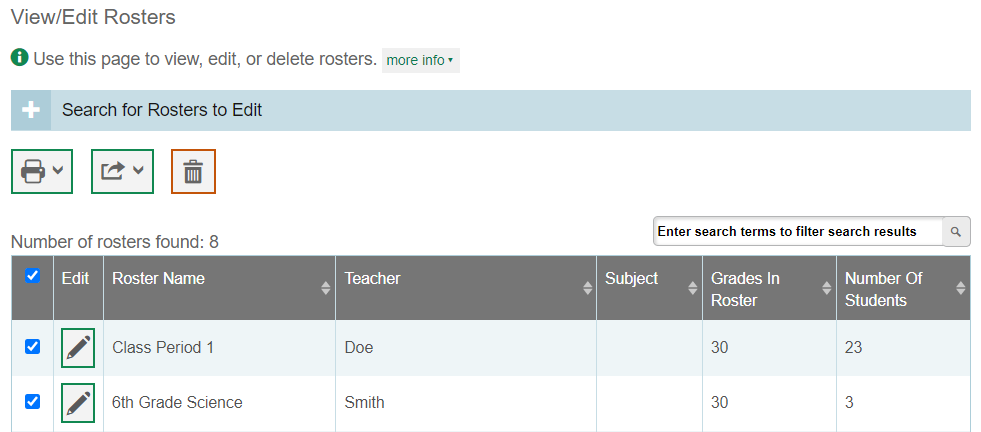 View/Edit Rosters
Use this page to view, edit, or delete rosters. more info
Search for Rosters to Edit
Number of rosters found: 8
Enter search terms to filter search results
Edit Roster Name Teacher Subject Grades In Roster Number Of Students
Class Period 1 Doe 30 23
6th Grade Science Smith 30 3